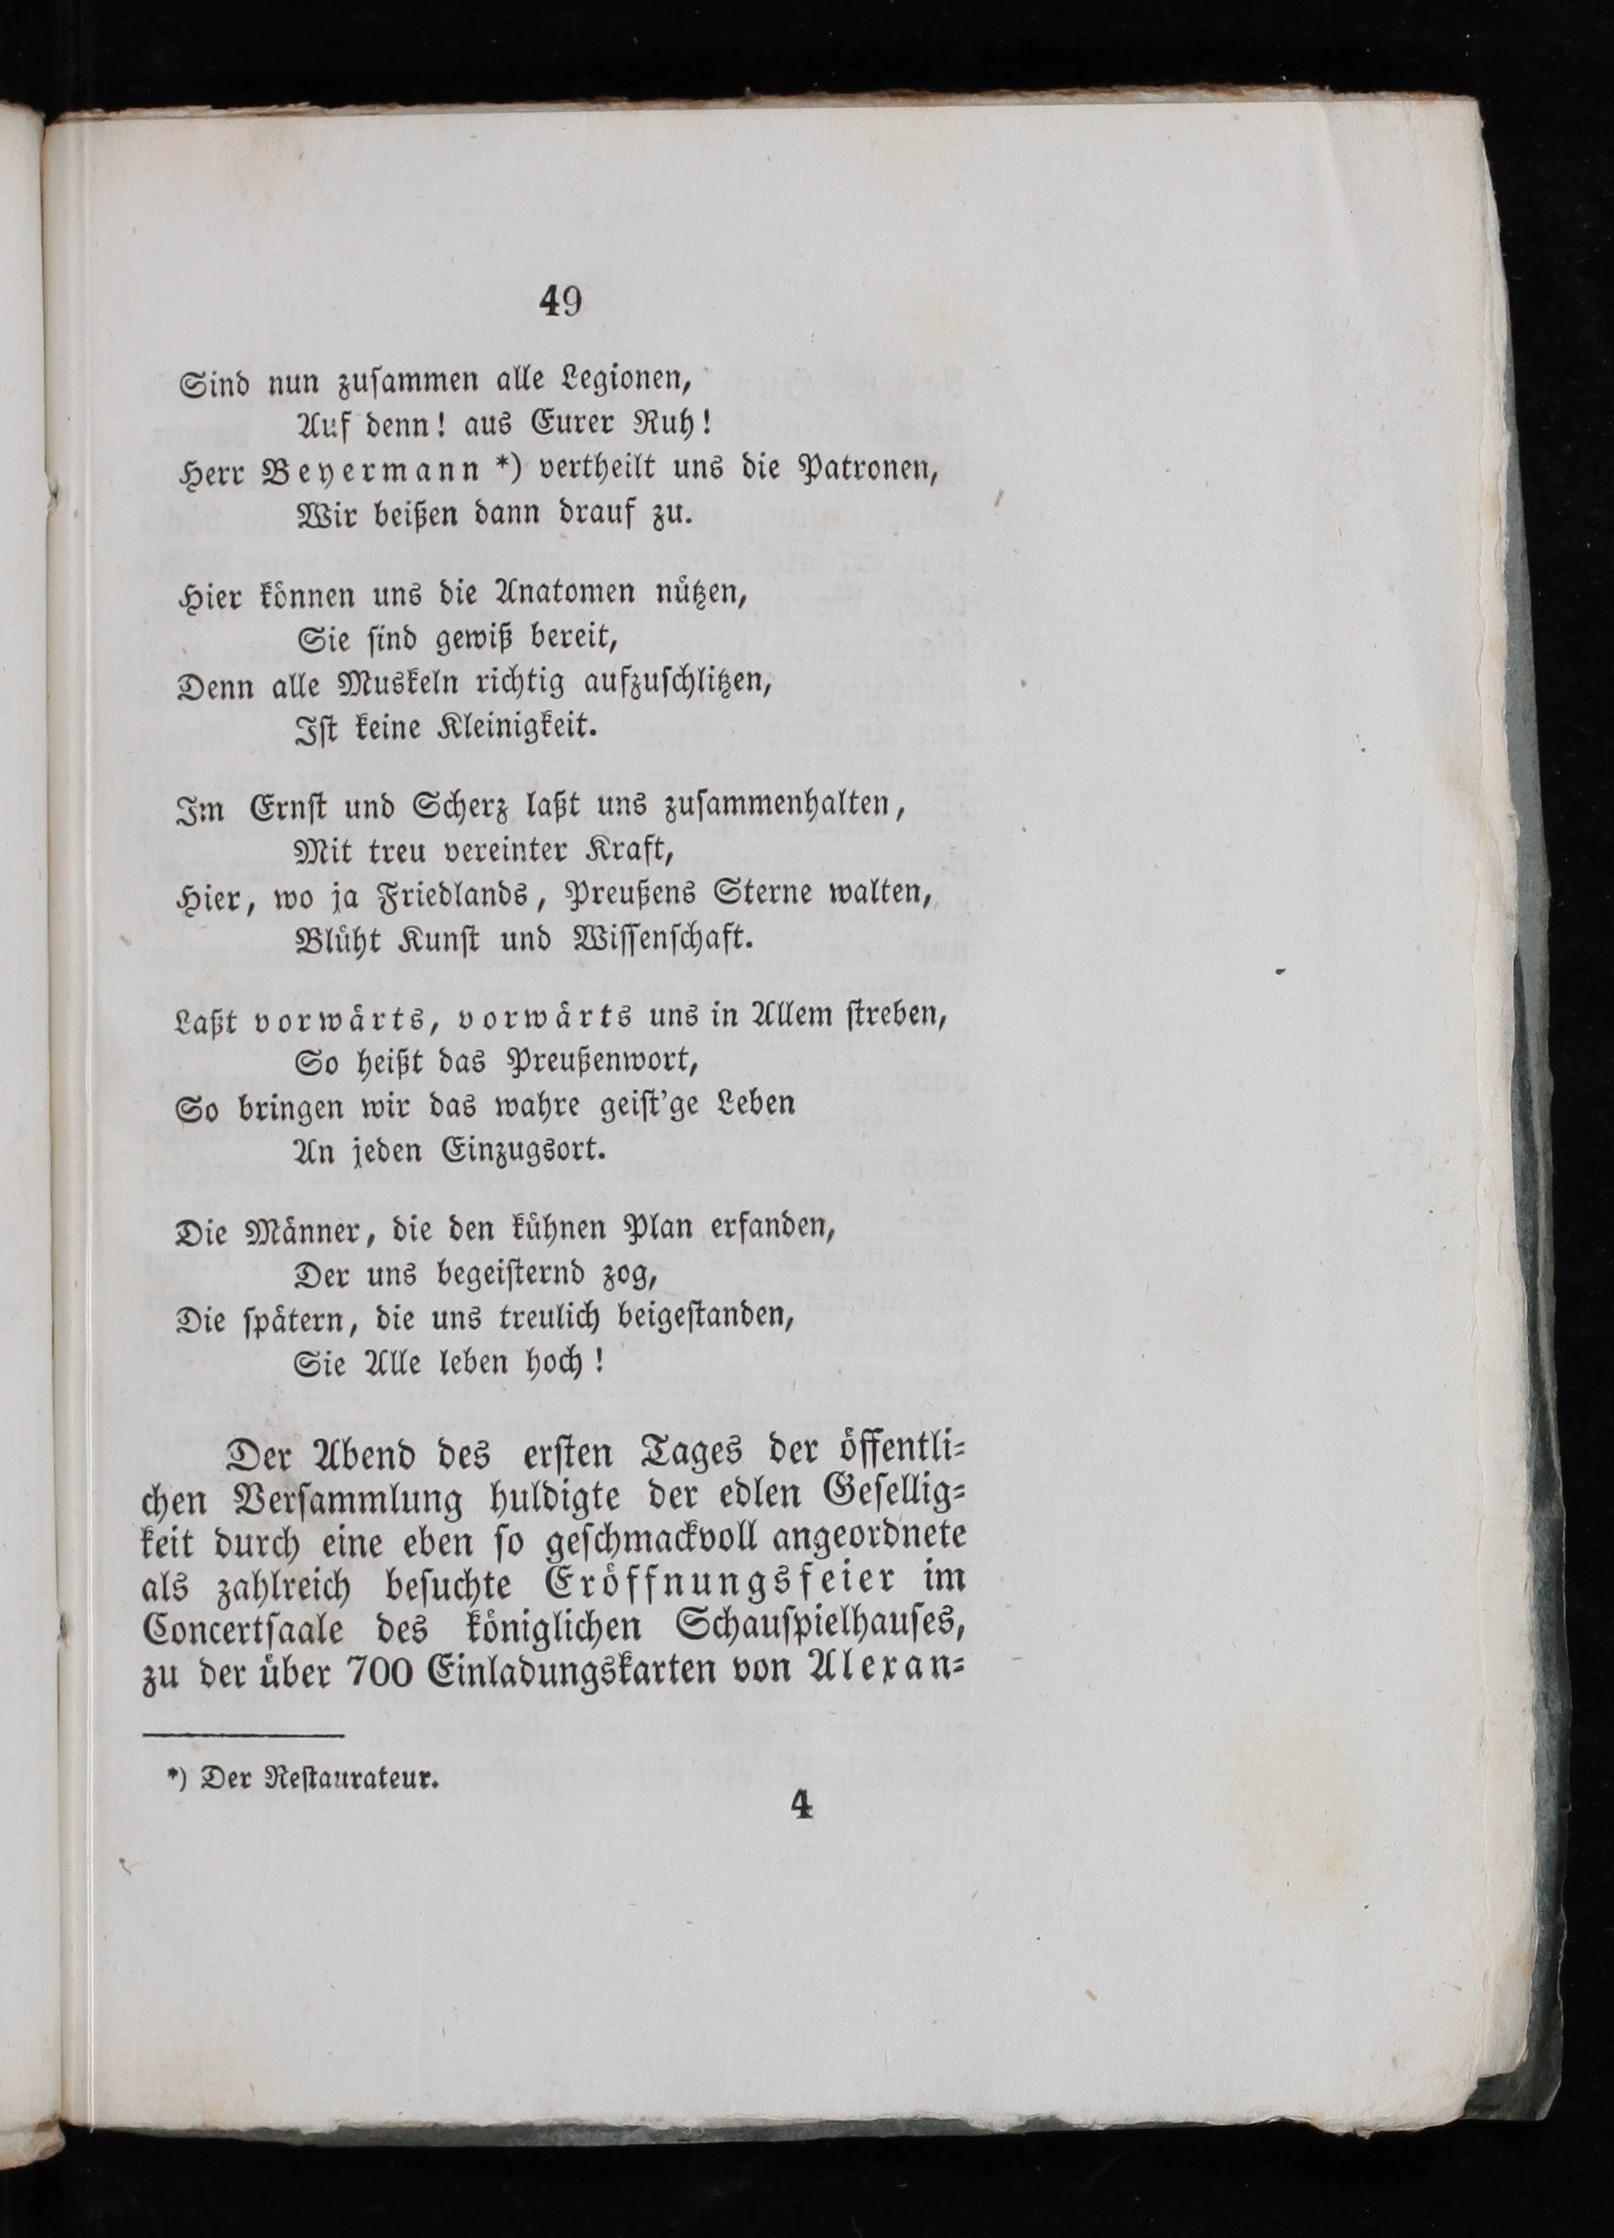 49
Sind nun zuſammen alle Legionen,
Auf denn! aus Eurer Ruh!
Herr Beyermann *) vertheilt uns die Patronen,
Wir beißen dann drauf zu.
Hier können uns die Anatomen nützen,
Sie ſind gewiß bereit,
Denn alle Muskeln richtig aufzuſchlitzen,
Iſt keine Kleinigkeit.
Im Ernſt und Scherz laßt uns zuſammenhalten,
Mit treu vereinter Kraft,
Hier, wo ja Friedlands, Preußens Sterne walten,
Blüht Kunſt und Wiſſenſchaft.
Laßt vorwärts, vorwärts uns in Allem ſtreben,
So heißt das Preußenwort,
So bringen wir das wahre geiſt'ge Leben
An jeden Einzugsort.
Die Männer, die den kühnen Plan erfanden,
Der uns begeiſternd zog,
Die ſpätern, die uns treulich beigeſtanden,
Sie Alle leben hoch!
Der Abend des erſten Tages der öffentli-
chen Verſammlung huldigte der edlen Geſellig-
keit durch eine eben ſo geſchmackvoll angeordnete
als zahlreich beſuchte Eröffnungsfeier im
Concertſaale des königlichen Schauſpielhauſes,
zu der über 700 Einladungskarten von Alexan-
*) Der Reſtaurateur.
4